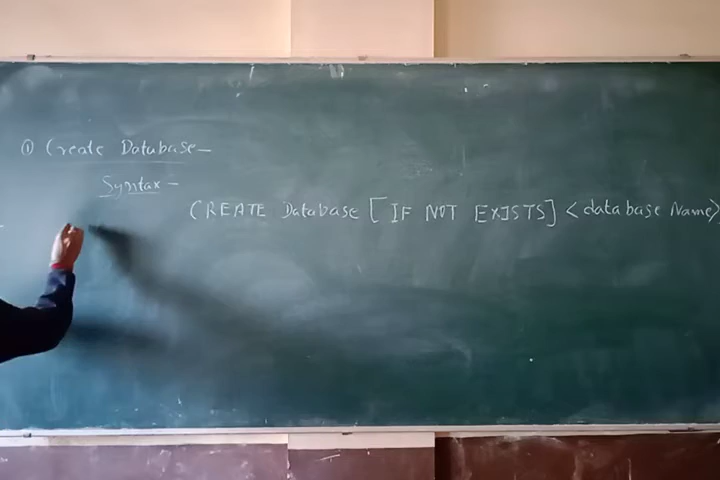 ① Create Database -
Syntax -
CREATE Database [IF NOT EXISTS] <database Name>